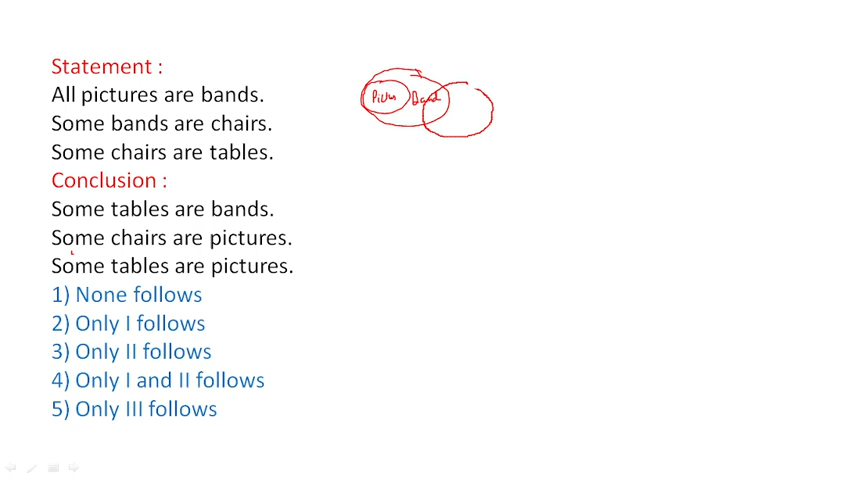 Statement :
All pictures are bands.
Some bands are chairs.
Some chairs are tables.
Conclusion :
Some tables are bands.
Some chairs are pictures.
Some tables are pictures.
1) None follows
2) Only I follows
3) Only II follows
4) Only I and II follows
5) Only III follows
Band